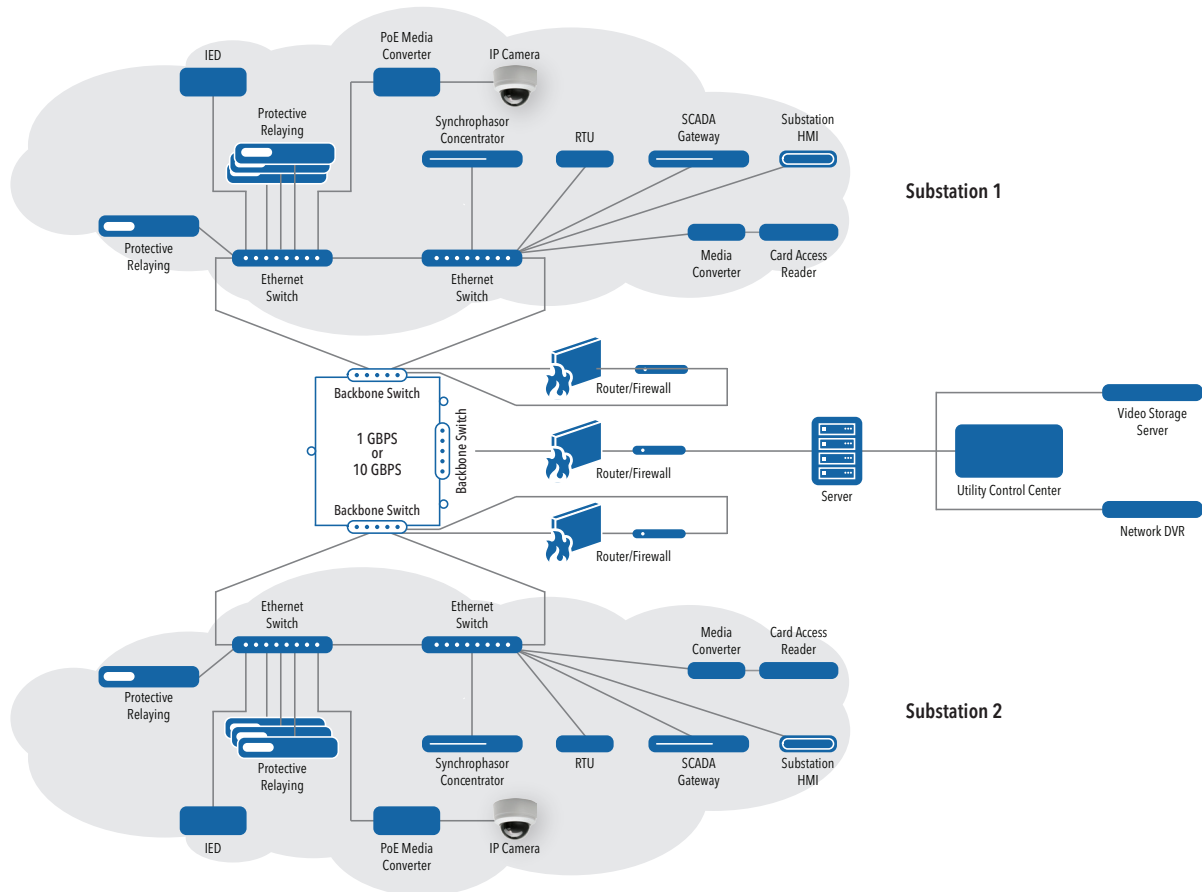 IED
PoE Media
Converter
IP Camera
Protective
Relaying
Synchrophasor
Concentrator
RTU
SCADA
Gateway
Substation
HMI
Substation 1
Protective
Relaying
Ethernet
Switch
Ethernet
Switch
Media
Converter
Card Access
Reader
Backbone Switch
Router/Firewall
1 GBPS
or
10 GBPS
Backbone Switch
Router/Firewall
Server
Video Storage
Server
Utility Control Center
Network DVR
Backbone Switch
Router/Firewall
Ethernet
Switch
Ethernet
Switch
Media
Converter
Card Access
Reader
Protective
Relaying
Substation 2
Protective
Relaying
Synchrophasor
Concentrator
RTU
SCADA
Gateway
Substation
HMI
IED
PoE Media
Converter
IP Camera